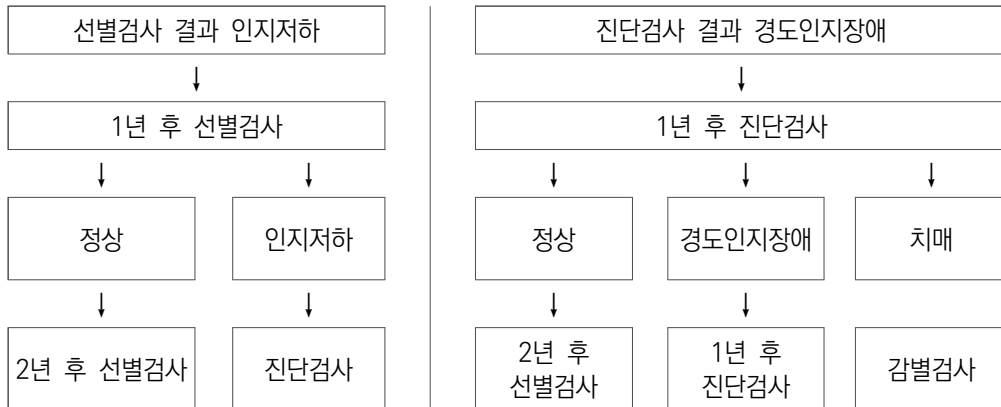 선별검사 결과 인지저하
1년 후 선별검사
정상
인지저하
2년 후 선별검사
진단검사
진단검사 결과 경도인지장애
1년 후 진단검사
정상
경도인지장애
치매
2년 후
선별검사
1년 후
진단검사
감별검사